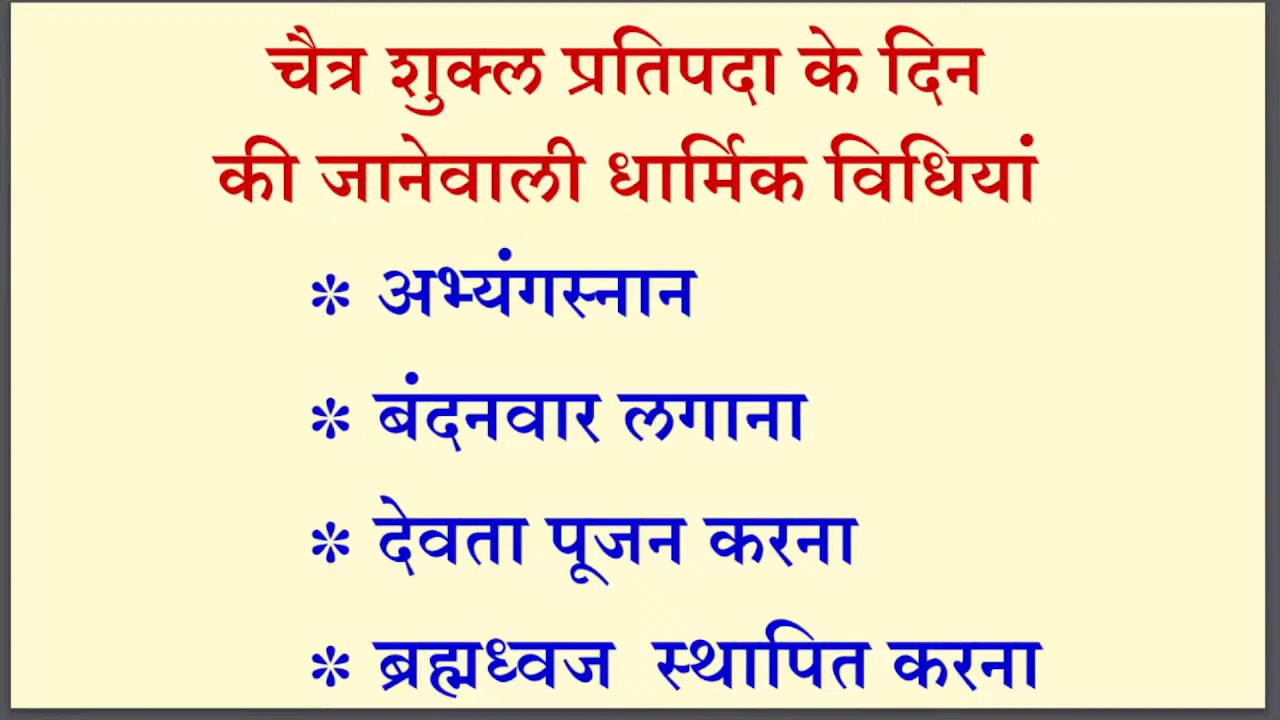 चैत्र शुक्ल प्रतिपदा के दिन
की जानेवाली धार्मिक विधियां
* अभ्यंगस्नान
* बंदनवार लगाना
* देवता पूजन करना
* ब्रह्मध्वज स्थापित करना